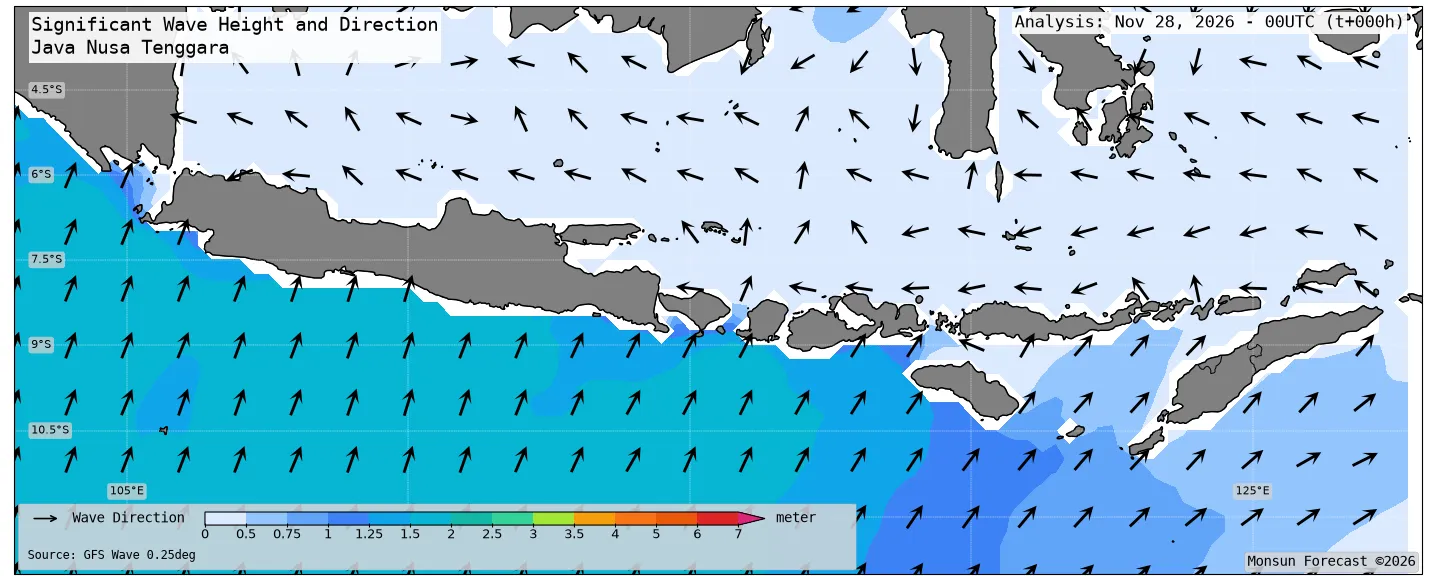 Significant Wave Height and Direction
Java Nusa Tenggara
Analysis: Nov 28, 2026 - 00UTC (t+000h)
4.5°S
6°S
7.5°S
9°S
10.5°S
105°E
125°E
Wave Direction
meter
0 0.5 0.75 1 1.25 1.5 2 2.5 3 3.5 4 5 6 7
Source: GFS Wave 0.25deg
Monsun Forecast ©2026